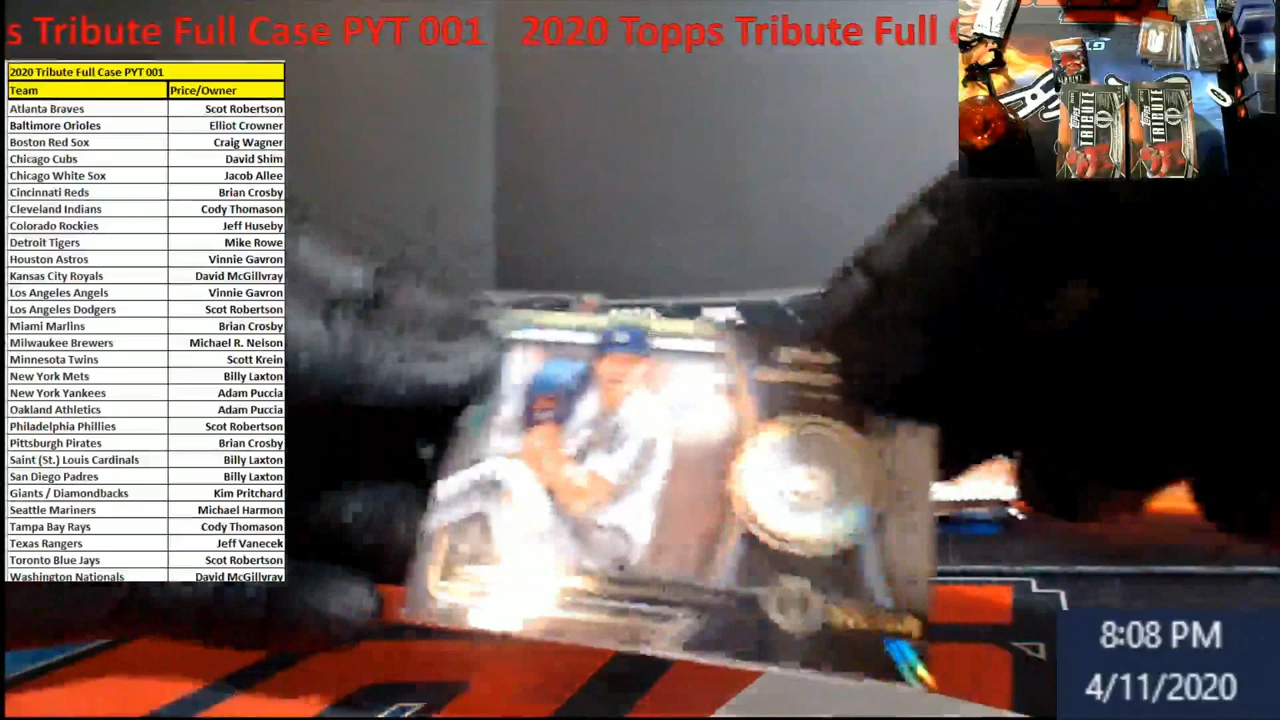 s Tribute Full Case PYT 001 2020 Topps Tribute Full
2020 Tribute Full Case PYT 001
Team Price/Owner
Atlanta Braves Scot Robertson
Baltimore Orioles Elliot Crowner
Boston Red Sox Craig Wagner
Chicago Cubs David Shim
Chicago White Sox Jacob Allee
Cincinnati Reds Brian Crosby
Cleveland Indians Cody Thomason
Colorado Rockies Jeff Huseby
Detroit Tigers Mike Rowe
Houston Astros Vinnie Gavron
Kansas City Royals David McGillvray
Los Angeles Angels Vinnie Gavron
Los Angeles Dodgers Scot Robertson
Miami Marlins Brian Crosby
Milwaukee Brewers Michael R. Neison
Minnesota Twins Scott Krein
New York Mets Billy Laxton
New York Yankees Adam Puccia
Oakland Athletics Adam Puccia
Philadelphia Phillies Scot Robertson
Pittsburgh Pirates Brian Crosby
Saint (St.) Louis Cardinals Billy Laxton
San Diego Padres Billy Laxton
Giants / Diamondbacks Kim Pritchard
Seattle Mariners Michael Harmon
Tampa Bay Rays Cody Thomason
Texas Rangers Jeff Vanecek
Toronto Blue Jays Scot Robertson
Washington Nationals David McGillvray
Topps TRIBUTE
Topps TRIBUTE
8:08 PM
4/11/2020